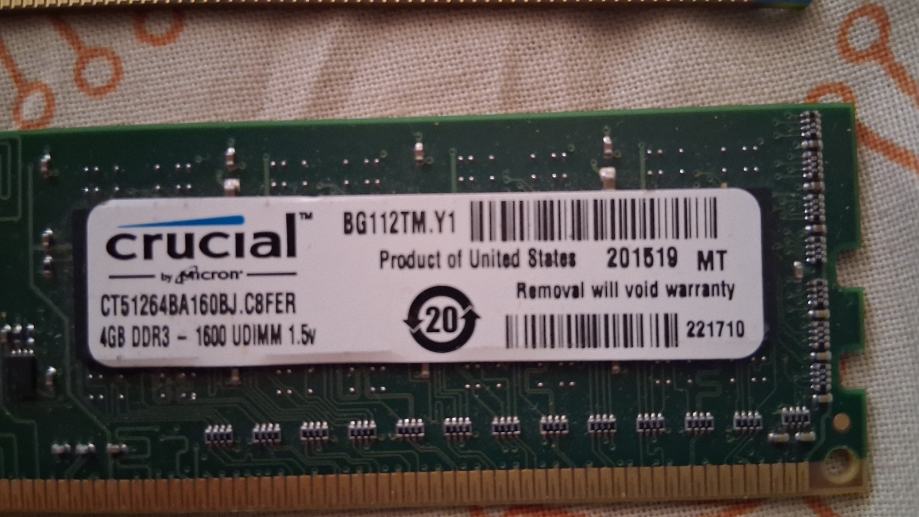 crucial™
by Micron®
CT51264BA160BJ.C8FER
4GB DDR3 - 1600 UDIMM 1.5v
BG112TM.Y1
Product of United States 201519 MT
Removal will void warranty
20
221710